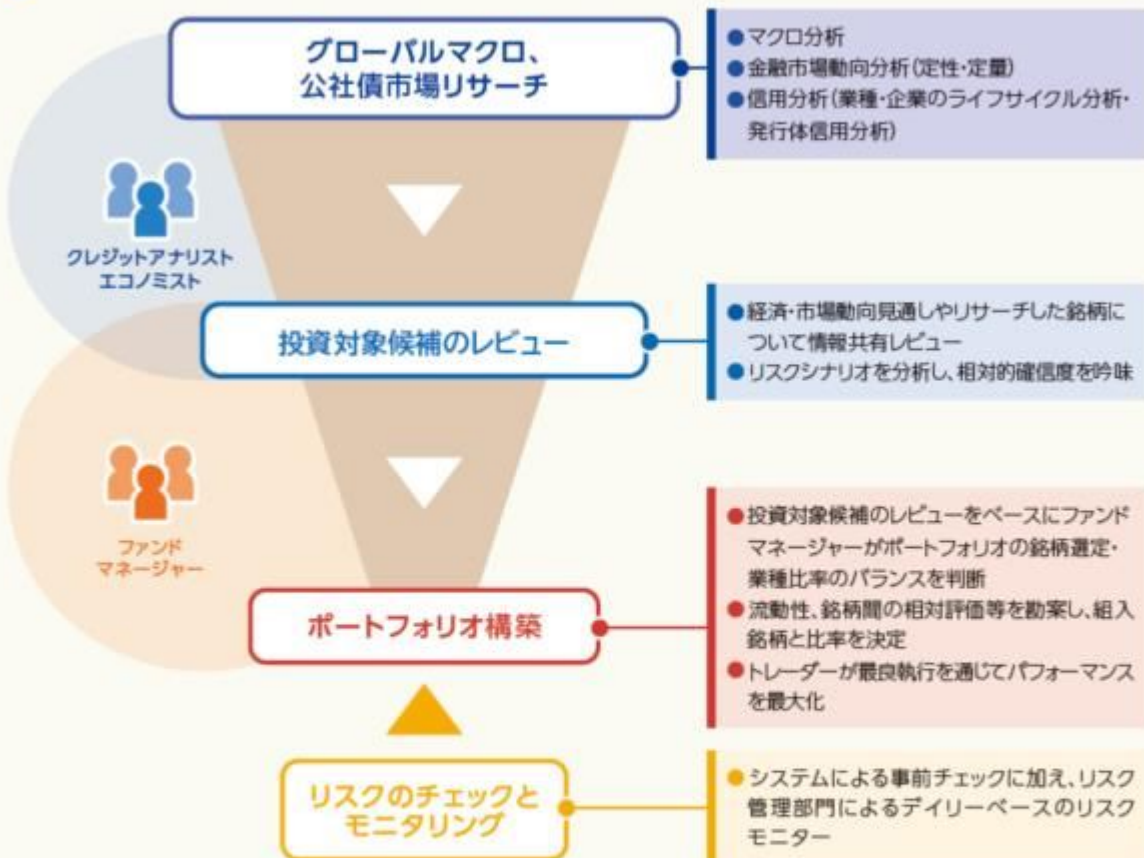 グローバルマクロ、
公社債市場リサーチ
●マクロ分析
●金融市場動向分析(定性・定量)
●信用分析(業種・企業のライフサイクル分析・
発行体信用分析)
クレジットアナリスト
エコノミスト
投資対象候補のレビュー
●経済・市場動向見通しやリサーチした銘柄に
ついて情報共有レビュー
●リスクシナリオを分析し、相対的確信度を吟味
ファンド
マネージャー
ポートフォリオ構築
●投資対象候補のレビューをベースにファンド
マネージャーがポートフォリオの銘柄選定・
業種比率のバランスを判断
●流動性、銘柄間の相対評価等を勘案し、組入
銘柄と比率を決定
●トレーダーが最良執行を通じてパフォーマンス
を最大化
リスクのチェックと
モニタリング
●システムによる事前チェックに加え、リスク
管理部門によるデイリーベースのリスク
モニター